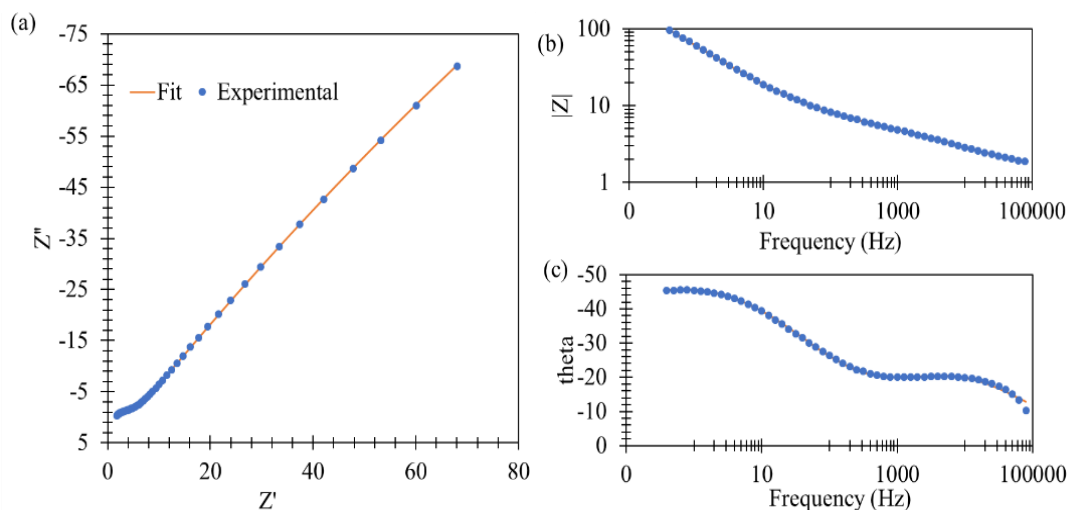 (a)
-75
-65
-55
-45
-35
-25
-15
-5
5
Z"
Fit
Experimental
0
20
40
60
80
Z'
(b)
100
10
1
|Z|
0
10
1000
100000
Frequency (Hz)
(c)
-50
-40
-30
-20
-10
0
theta
0
10
1000
100000
Frequency (Hz)